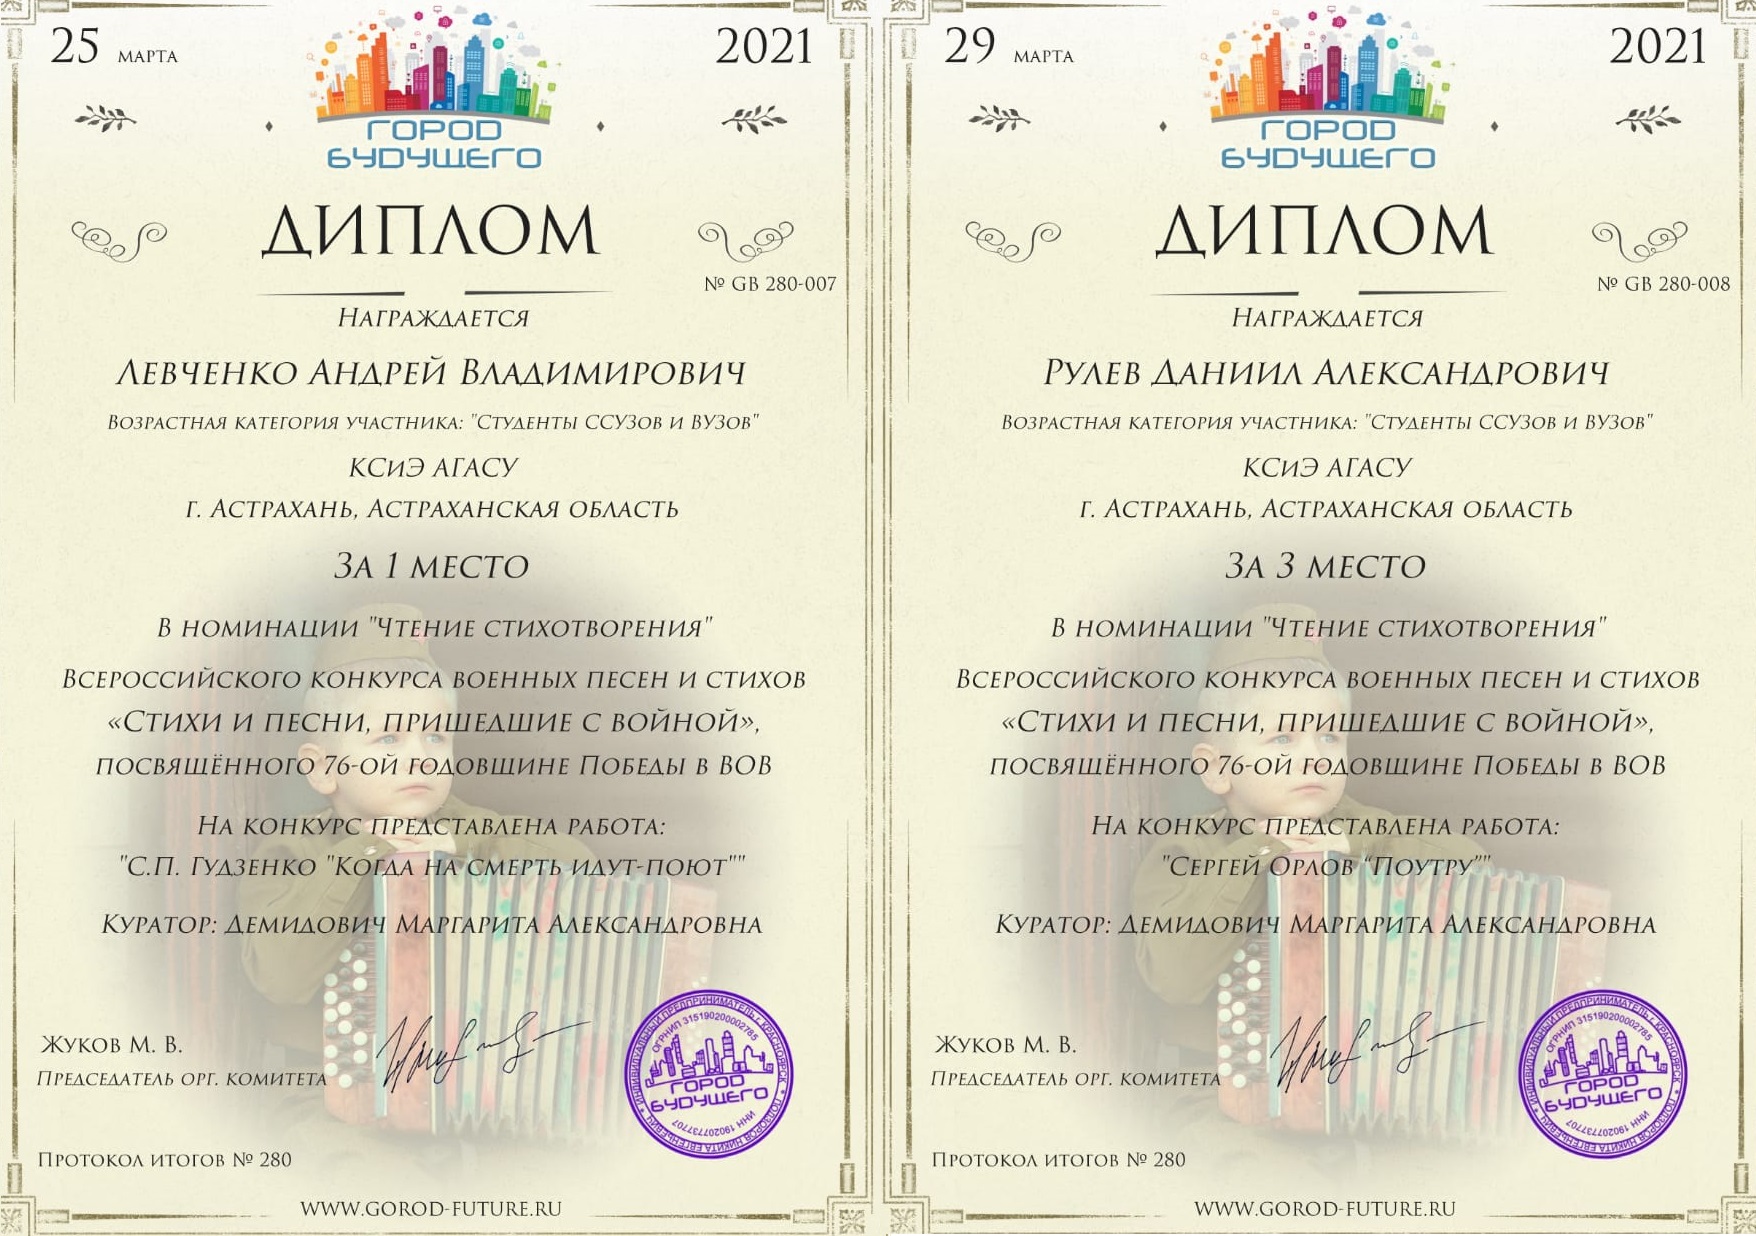 25 МАРТА
2021
ГОРОД
БУДУЩЕГО
ДИПЛОМ
№ GB 280-007
НАГРАЖДАЕТСЯ
ЛЕВЧЕНКО АНДРЕЙ ВЛАДИМИРОВИЧ
ВОЗРАСТНАЯ КАТЕГОРИЯ УЧАСТНИКА: "СТУДЕНТЫ ССУЗОВ И ВУЗОВ"
КСИЭ АГАСУ
Г. АСТРАХАНЬ, АСТРАХАНСКАЯ ОБЛАСТЬ
ЗА 1 МЕСТО
В НОМИНАЦИИ "ЧТЕНИЕ СТИХОТВОРЕНИЯ"
ВСЕРОССИЙСКОГО КОНКУРСА ВОЕННЫХ ПЕСЕН И СТИХОВ
«СТИХИ И ПЕСНИ, ПРИШЕДШИЕ С ВОЙНОЙ»,
ПОСВЯЩЁННОГО 76-ОЙ ГОДОВЩИНЕ ПОБЕДЫ В ВОВ
НА КОНКУРС ПРЕДСТАВЛЕНА РАБОТА:
"С.П. ГУДЗЕНКО "КОГДА НА СМЕРТЬ ИДУТ-ПОЮТ""
КУРАТОР: ДЕМИДОВИЧ МАРГАРИТА АЛЕКСАНДРОВНА
ЖУКОВ М. В.
ПРЕДСЕДАТЕЛЬ ОРГ. КОМИТЕТА
ИНДИВИДУАЛЬНЫЙ ПРЕДПРИНИМАТЕЛЬ г. КРАСНОЯРСК
ОГРНИП 315190200002785
ГОРОД
БУДУЩЕГО
ИНН 190207737707
ПРОТОКОЛ ИТОГОВ № 280
WWW.GOROD-FUTURE.RU
29 МАРТА
2021
ГОРОД
БУДУЩЕГО
ДИПЛОМ
№ GB 280-008
НАГРАЖДАЕТСЯ
РУЛЕВ ДАНИИЛ АЛЕКСАНДРОВИЧ
ВОЗРАСТНАЯ КАТЕГОРИЯ УЧАСТНИКА: "СТУДЕНТЫ ССУЗОВ И ВУЗОВ"
КСИЭ АГАСУ
Г. АСТРАХАНЬ, АСТРАХАНСКАЯ ОБЛАСТЬ
ЗА 3 МЕСТО
В НОМИНАЦИИ "ЧТЕНИЕ СТИХОТВОРЕНИЯ"
ВСЕРОССИЙСКОГО КОНКУРСА ВОЕННЫХ ПЕСЕН И СТИХОВ
«СТИХИ И ПЕСНИ, ПРИШЕДШИЕ С ВОЙНОЙ»,
ПОСВЯЩЁННОГО 76-ОЙ ГОДОВЩИНЕ ПОБЕДЫ В ВОВ
НА КОНКУРС ПРЕДСТАВЛЕНА РАБОТА:
"СЕРГЕЙ ОРЛОВ “ПОУТРУ”"
КУРАТОР: ДЕМИДОВИЧ МАРГАРИТА АЛЕКСАНДРОВНА
ЖУКОВ М. В.
ПРЕДСЕДАТЕЛЬ ОРГ. КОМИТЕТА
ИНДИВИДУАЛЬНЫЙ ПРЕДПРИНИМАТЕЛЬ г. КРАСНОЯРСК
ОГРНИП 315190200002785
ГОРОД
БУДУЩЕГО
ИНН 190207737707
ПРОТОКОЛ ИТОГОВ № 280
WWW.GOROD-FUTURE.RU